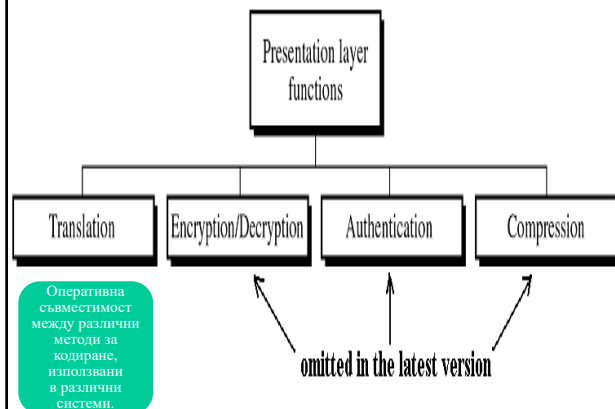 Presentation layer
functions
Translation
Encryption/Decryption
Authentication
Compression
Оперативна
съвместимост
между различни
методи за
кодиране,
използвани
в различни
системи.
omitted in the latest version